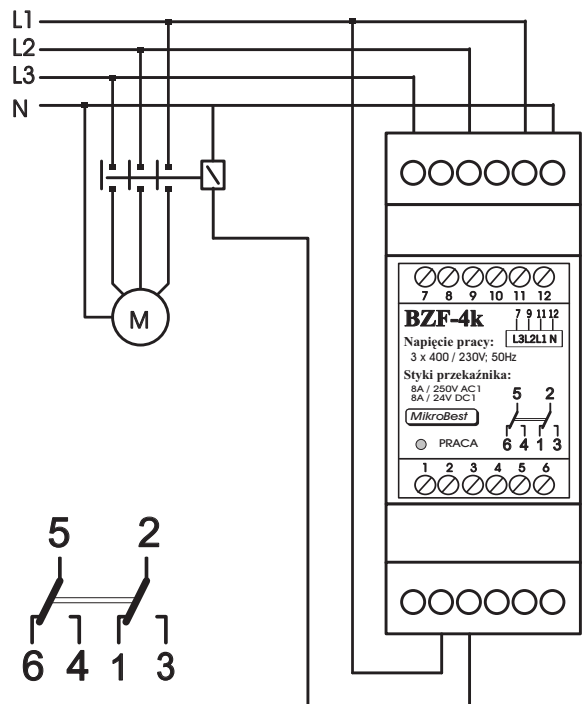 L1
L2
L3
N
M
7 8 9 10 11 12
BZF-4k
7 9 11 12
L3L2L1 N
Napięcie pracy:
3 x 400 / 230V; 50Hz
Styki przekaźnika:
8A / 250V AC1
8A / 24V DC1
5 2
MikroBest
6 4 1 3
PRACA
1 2 3 4 5 6
5 2
6 4 1 3